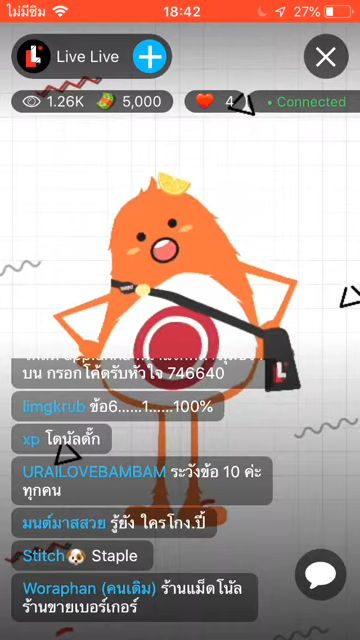 ไม่มีซิม 18:42 27%
L Live Live
1.26K 5,000 4 • Connected
L
บน กรอกโค้ดรับหัวใจ 746640
limgkrub ข้อ6......1......100%
xp โดนัลดั๊ก
URAILOVEBAMBAM ระวังข้อ 10 ค่ะ
ทุกคน
มนต์มาสสวย รู้ยัง ใครโกง.ปี้
Stitch🐶 Staple
Woraphan (คนเดิม) ร้านแม็ดโนัล
ร้านขายเบอร์เกอร์